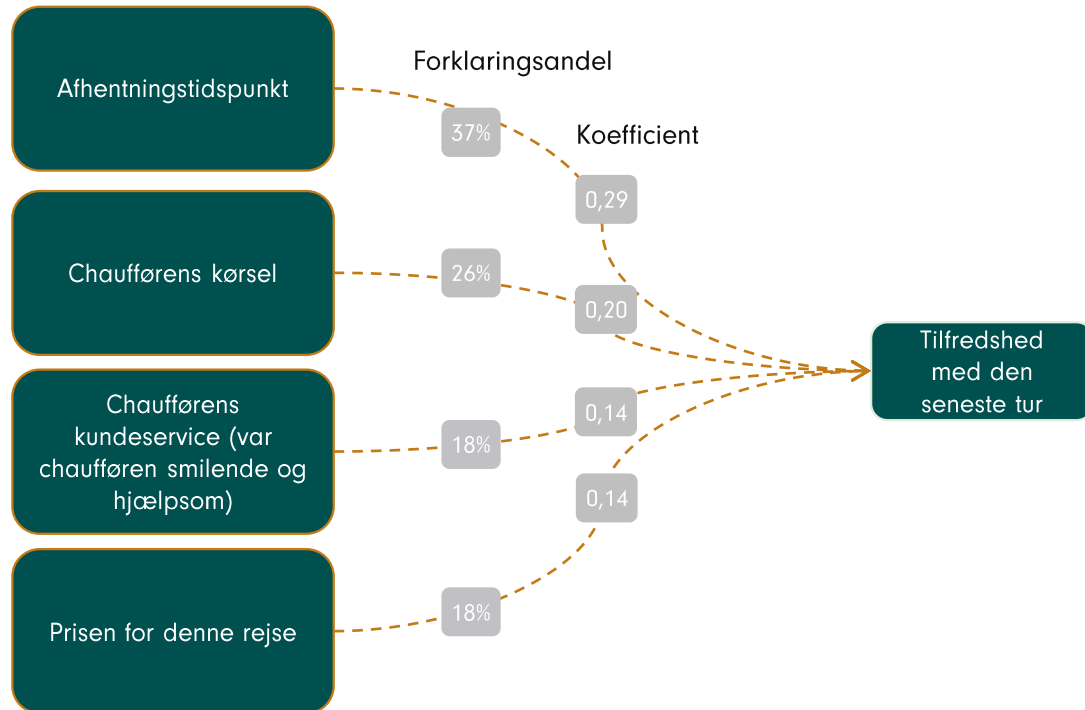 Forklaringsandel
Koefficient
Afhentningstidspunkt
37%
0,29
Chaufførens kørsel
26%
0,20
Chaufførens
kundeservice (var
chaufføren smilende og
hjælpsom)
18%
0,14
Prisen for denne rejse
18%
0,14
Tilfredshed
med den
seneste tur